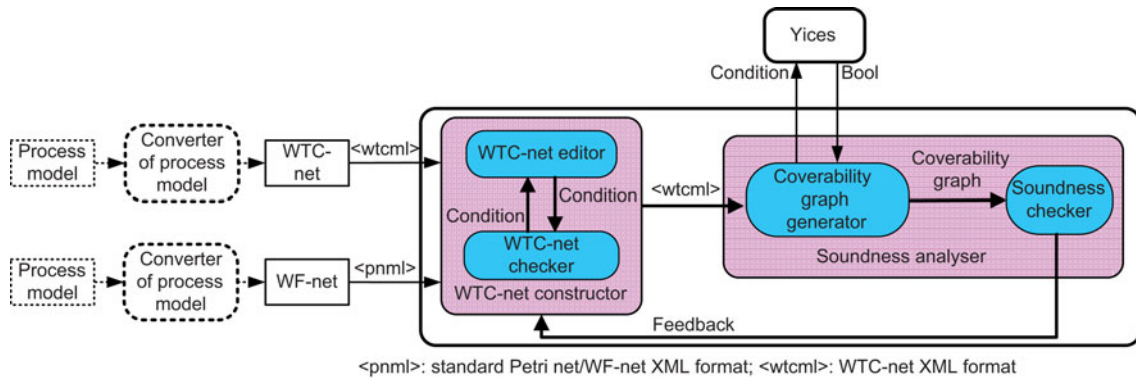 Yices
Condition
Bool
Process
model
Converter
of process
model
WTC-
net
<wtcml>
WTC-net editor
Condition
Condition
WTC-net
checker
WTC-net constructor
<wtcml>
Coverability
graph
generator
Coverability
graph
Soundness
checker
Soundness analyser
Process
model
Converter
of process
model
WF-net
<pnml>
Feedback
<pnml>: standard Petri net/WF-net XML format; <wtcml>: WTC-net XML format